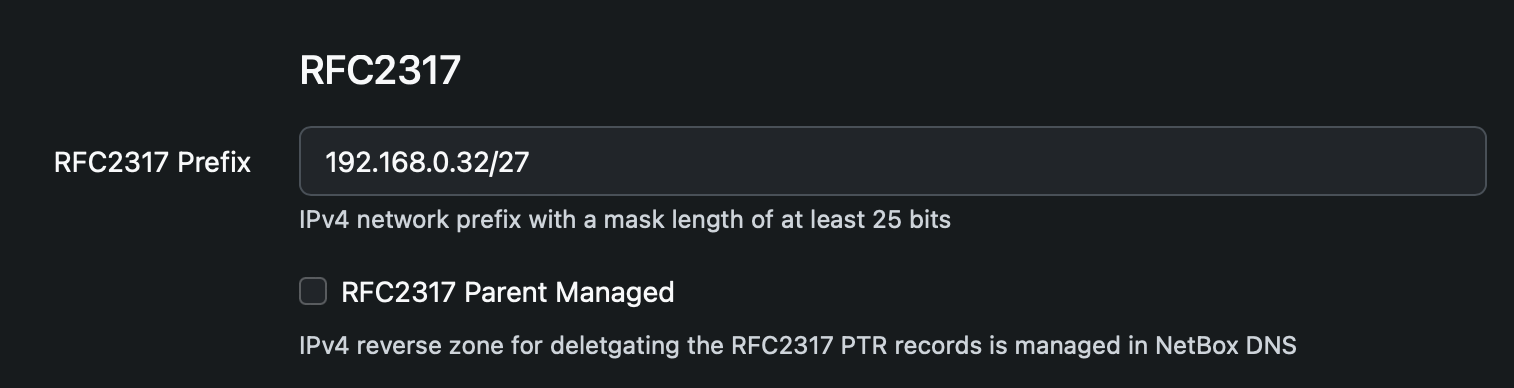 RFC2317
RFC2317 Prefix
192.168.0.32/27
IPv4 network prefix with a mask length of at least 25 bits
RFC2317 Parent Managed
IPv4 reverse zone for deletgating the RFC2317 PTR records is managed in NetBox DNS